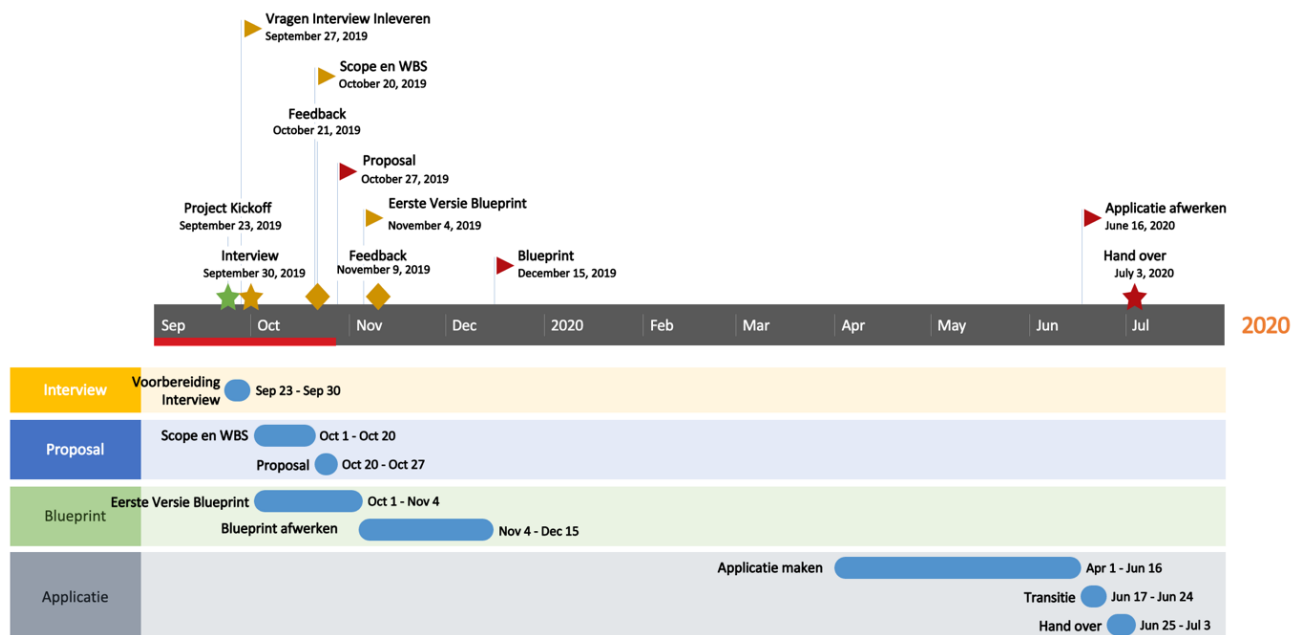 Vragen Interview Inleveren
September 27, 2019
Scope en WBS
October 20, 2019
Feedback
October 21, 2019
Proposal
October 27, 2019
Project Kickoff
September 23, 2019
Eerste Versie Blueprint
November 4, 2019
Applicatie afwerken
June 16, 2020
Interview
September 30, 2019
Feedback
November 9, 2019
Blueprint
December 15, 2019
Hand over
July 3, 2020
Sep Oct Nov Dec 2020 Feb Mar Apr May Jun Jul 2020
Interview
Voorbereiding
Interview
Sep 23 - Sep 30
Proposal
Scope en WBS Oct 1 - Oct 20
Proposal Oct 20 - Oct 27
Blueprint
Eerste Versie Blueprint Oct 1 - Nov 4
Blueprint afwerken Nov 4 - Dec 15
Applicatie
Applicatie maken Apr 1 - Jun 16
Transitie Jun 17 - Jun 24
Hand over Jun 25 - Jul 3